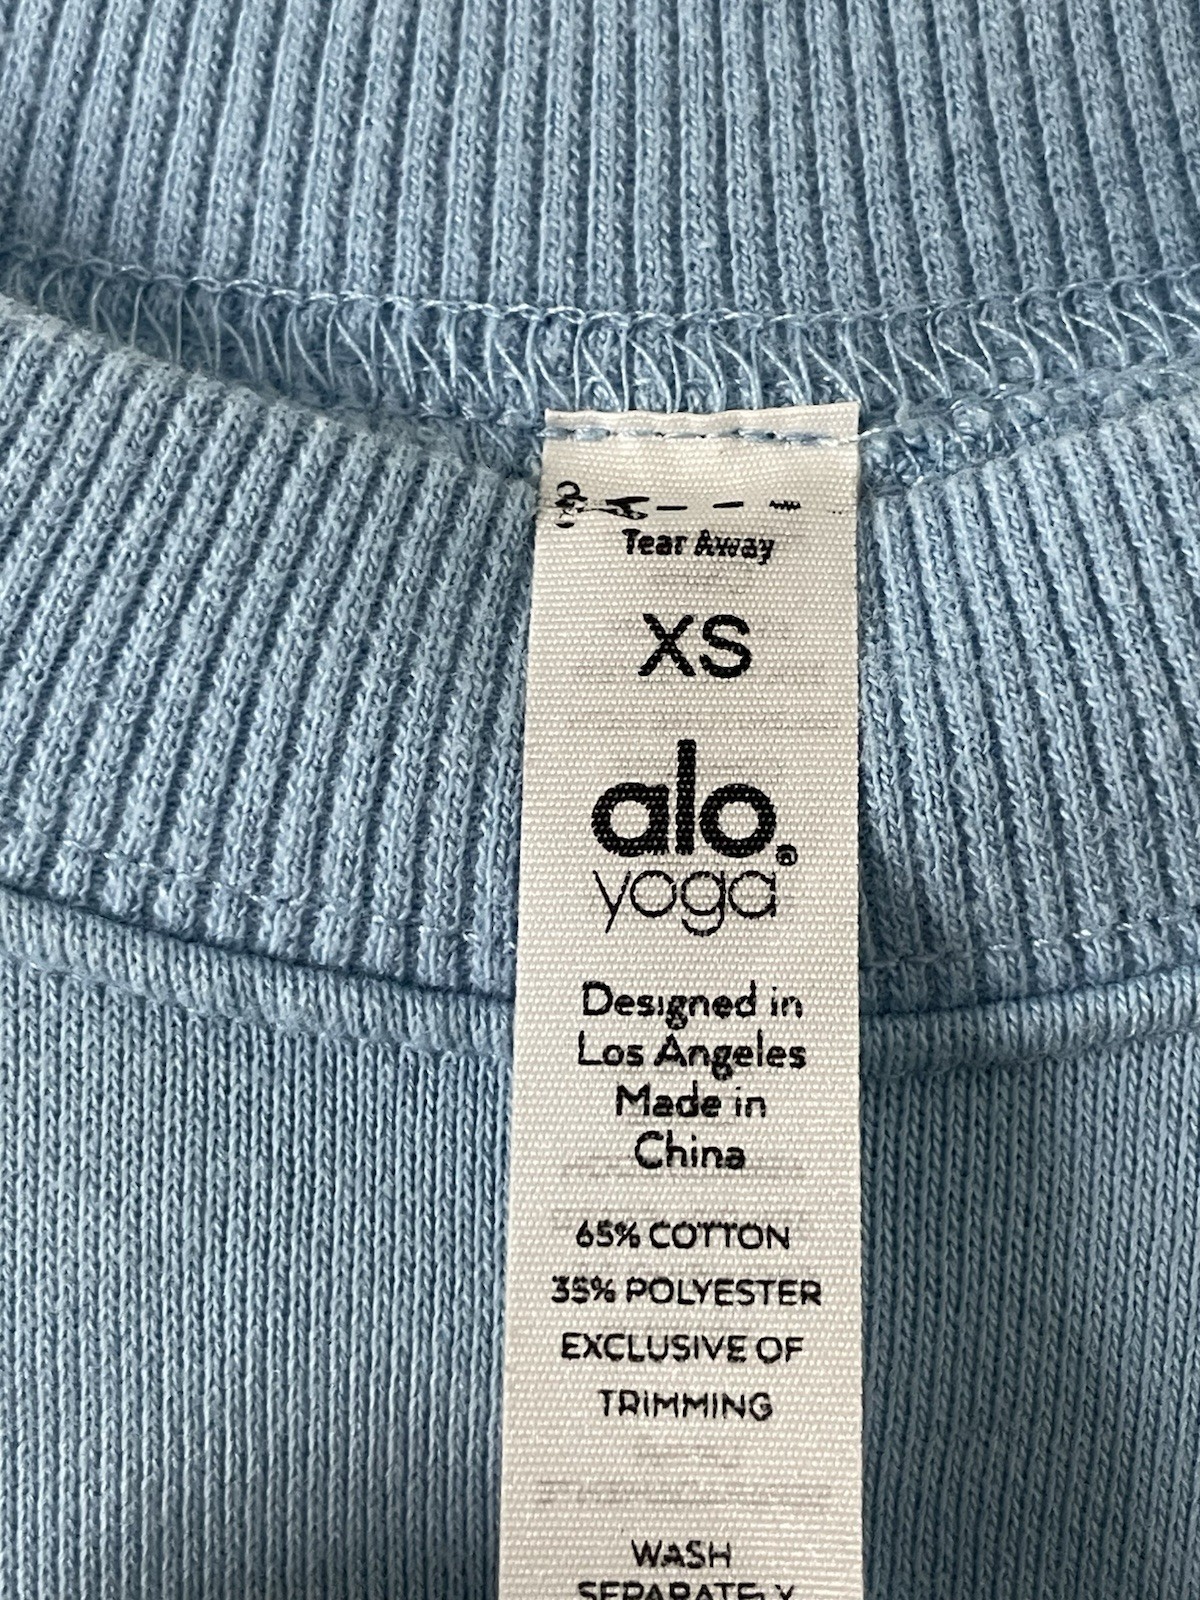 Tear Away
XS
alo®
yoga
Designed in
Los Angeles
Made in
China
65% COTTON
35% POLYESTER
EXCLUSIVE OF
TRIMMING
WASH
SEPARATELY